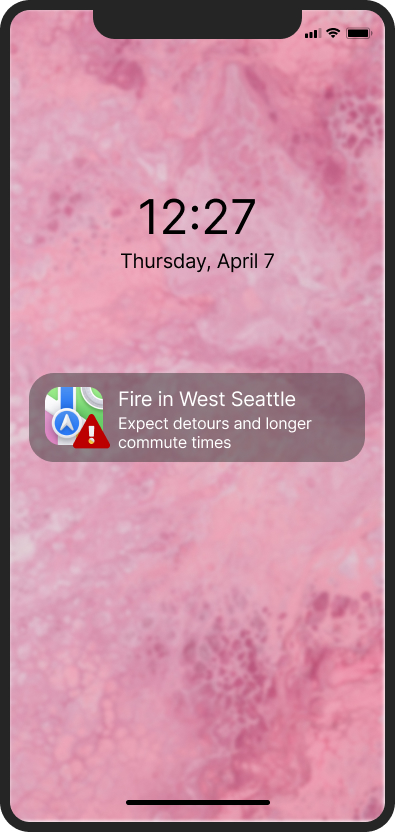 12:27
Thursday, April 7
Fire in West Seattle
Expect detours and longer
commute times